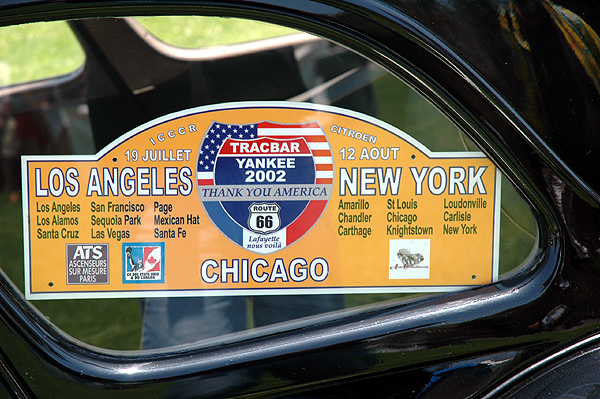 ICCCR
CITROEN
19 JUILLET
12 AOUT
TRACBAR
YANKEE
2002
THANK YOU AMERICA
LOS ANGELES
NEW YORK
Los Angeles San Francisco Page
Los Alamos Sequoia Park Mexican Hat
Santa Cruz Las Vegas Santa Fe
Amarillo St Louis Loudonville
Chandler Chicago Carlisle
Carthage Knightstown New York
ROUTE
66
Lafayette
nous voilà
ATS
ASCENSEURS
SUR MESURE
PARIS
CHICAGO